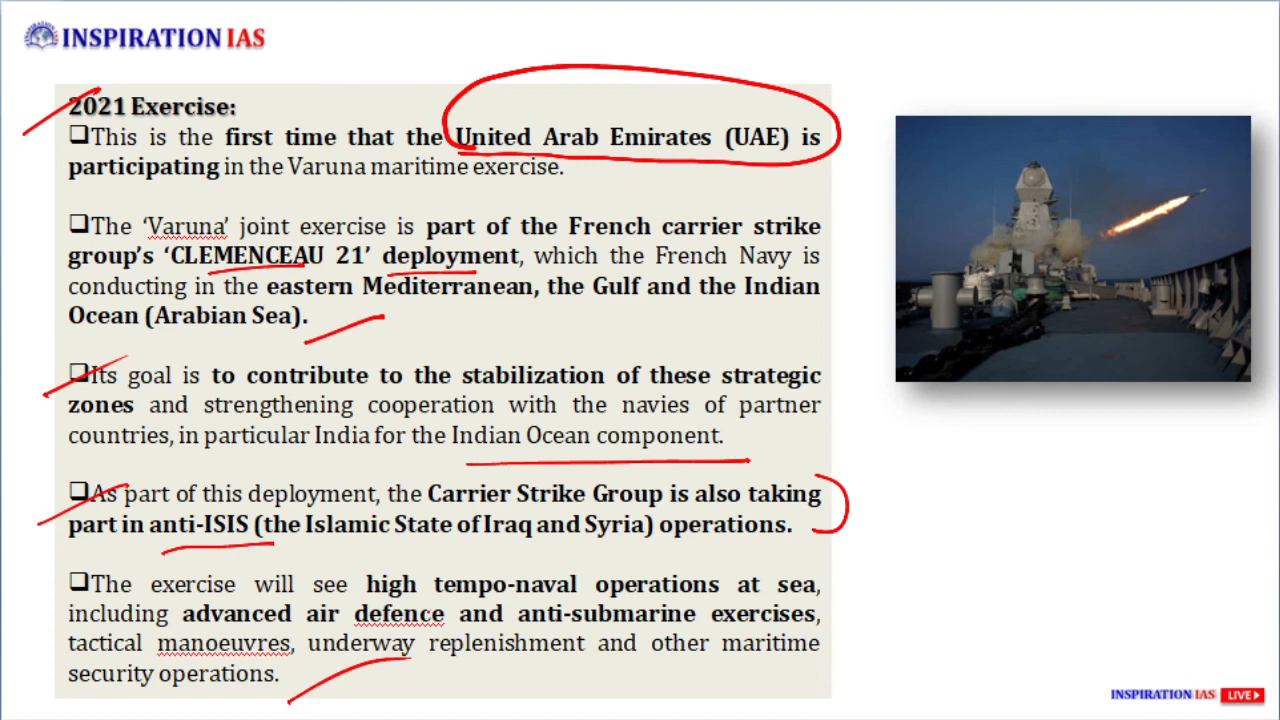 INSPIRATION IAS
2021 Exercise:
❑This is the first time that the United Arab Emirates (UAE) is
participating in the Varuna maritime exercise.
❑The ‘Varuna’ joint exercise is part of the French carrier strike
group’s ‘CLEMENCEAU 21’ deployment, which the French Navy is
conducting in the eastern Mediterranean, the Gulf and the Indian
Ocean (Arabian Sea).
❑Its goal is to contribute to the stabilization of these strategic
zones and strengthening cooperation with the navies of partner
countries, in particular India for the Indian Ocean component.
❑As part of this deployment, the Carrier Strike Group is also taking
part in anti-ISIS (the Islamic State of Iraq and Syria) operations.
❑The exercise will see high tempo-naval operations at sea,
including advanced air defence and anti-submarine exercises,
tactical manoeuvres, underway replenishment and other maritime
security operations.
INSPIRATION IAS LIVE